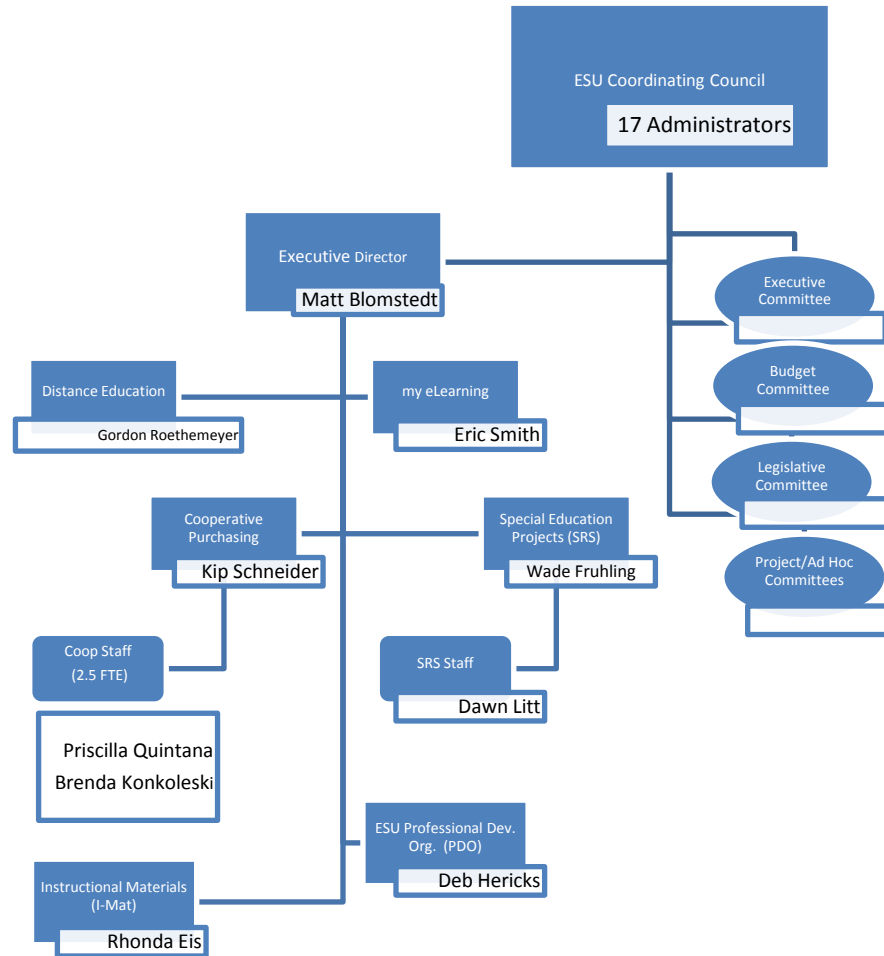 ESU Coordinating Council
17 Administrators
Executive Director
Matt Blomstedt
Executive
Committee
Budget
Committee
Legislative
Committee
Project/Ad Hoc
Committees
Distance Education
Gordon Roethemeyer
my eLearning
Eric Smith
Cooperative
Purchasing
Kip Schneider
Special Education
Projects (SRS)
Wade Fruhling
Coop Staff
(2.5 FTE)
Priscilla Quintana
Brenda Konkoleski
SRS Staff
Dawn Litt
ESU Professional Dev.
Org. (PDO)
Deb Hericks
Instructional Materials
(I-Mat)
Rhonda Eis